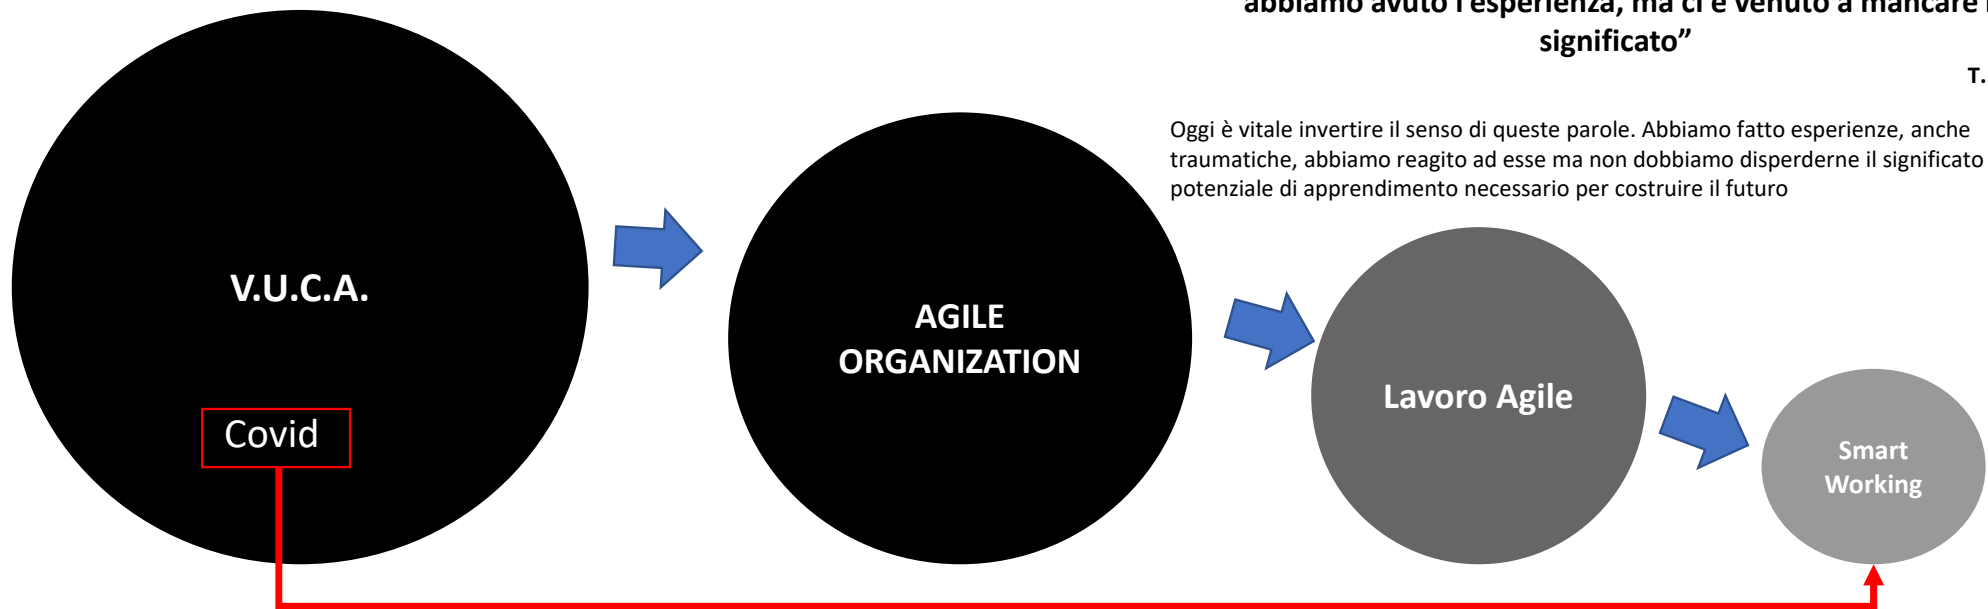 abbiamo avuto l'esperienza, ma ci è venuto a mancare
significato”
T.
Oggi è vitale invertire il senso di queste parole. Abbiamo fatto esperienze, anche
traumatiche, abbiamo reagito ad esse ma non dobbiamo disperderne il significato
potenziale di apprendimento necessario per costruire il futuro
V.U.C.A.
Covid
AGILE
ORGANIZATION
Lavoro Agile
Smart
Working